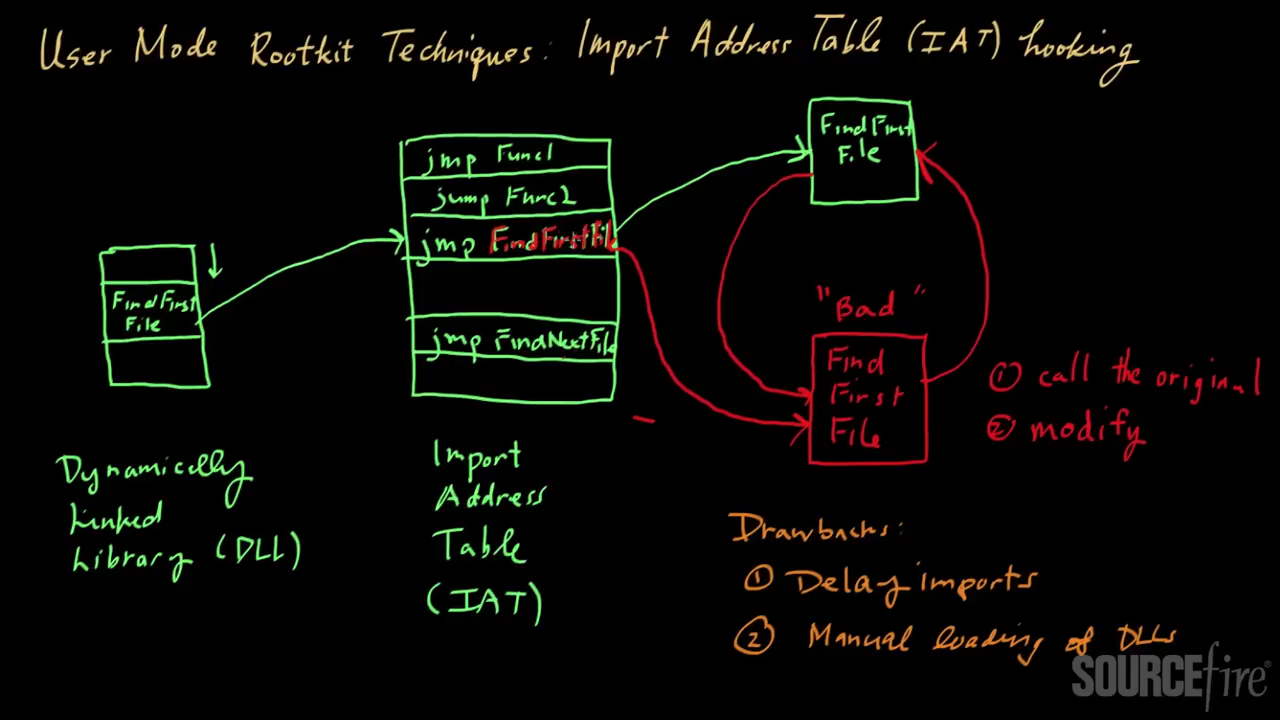 User Mode Rootkit Techniques: Import Address Table (IAT) hooking
FindFirst
File
jmp Func1
jump Func2
jmp FindFirstFile
jmp FindNextFile
FindFirst
File
"Bad"
Find
First
File
① call the original
② modify
Dynamically
Linked
Library (DLL)
Import
Address
Table
(IAT)
Drawbacks:
① Delay imports
② Manual loading of DLLs
SOURCEfire®